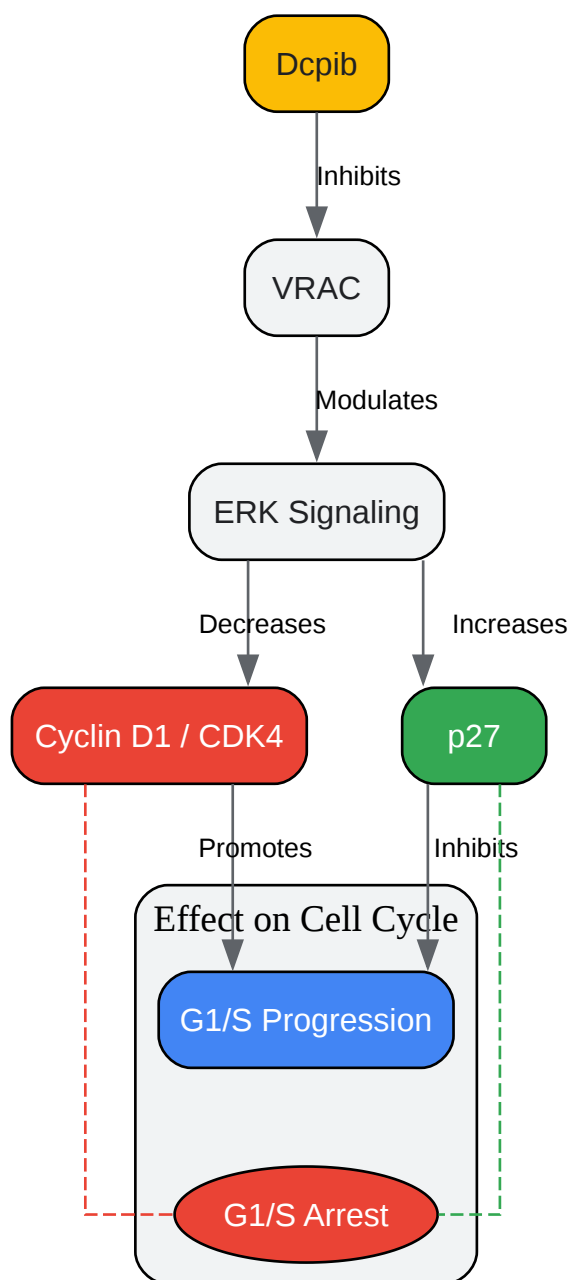 Dcpib
Inhibits
VRAC
Modulates
ERK Signaling
Decreases
Increases
Cyclin D1 / CDK4
p27
Promotes
Inhibits
Effect on Cell Cycle
G1/S Progression
G1/S Arrest